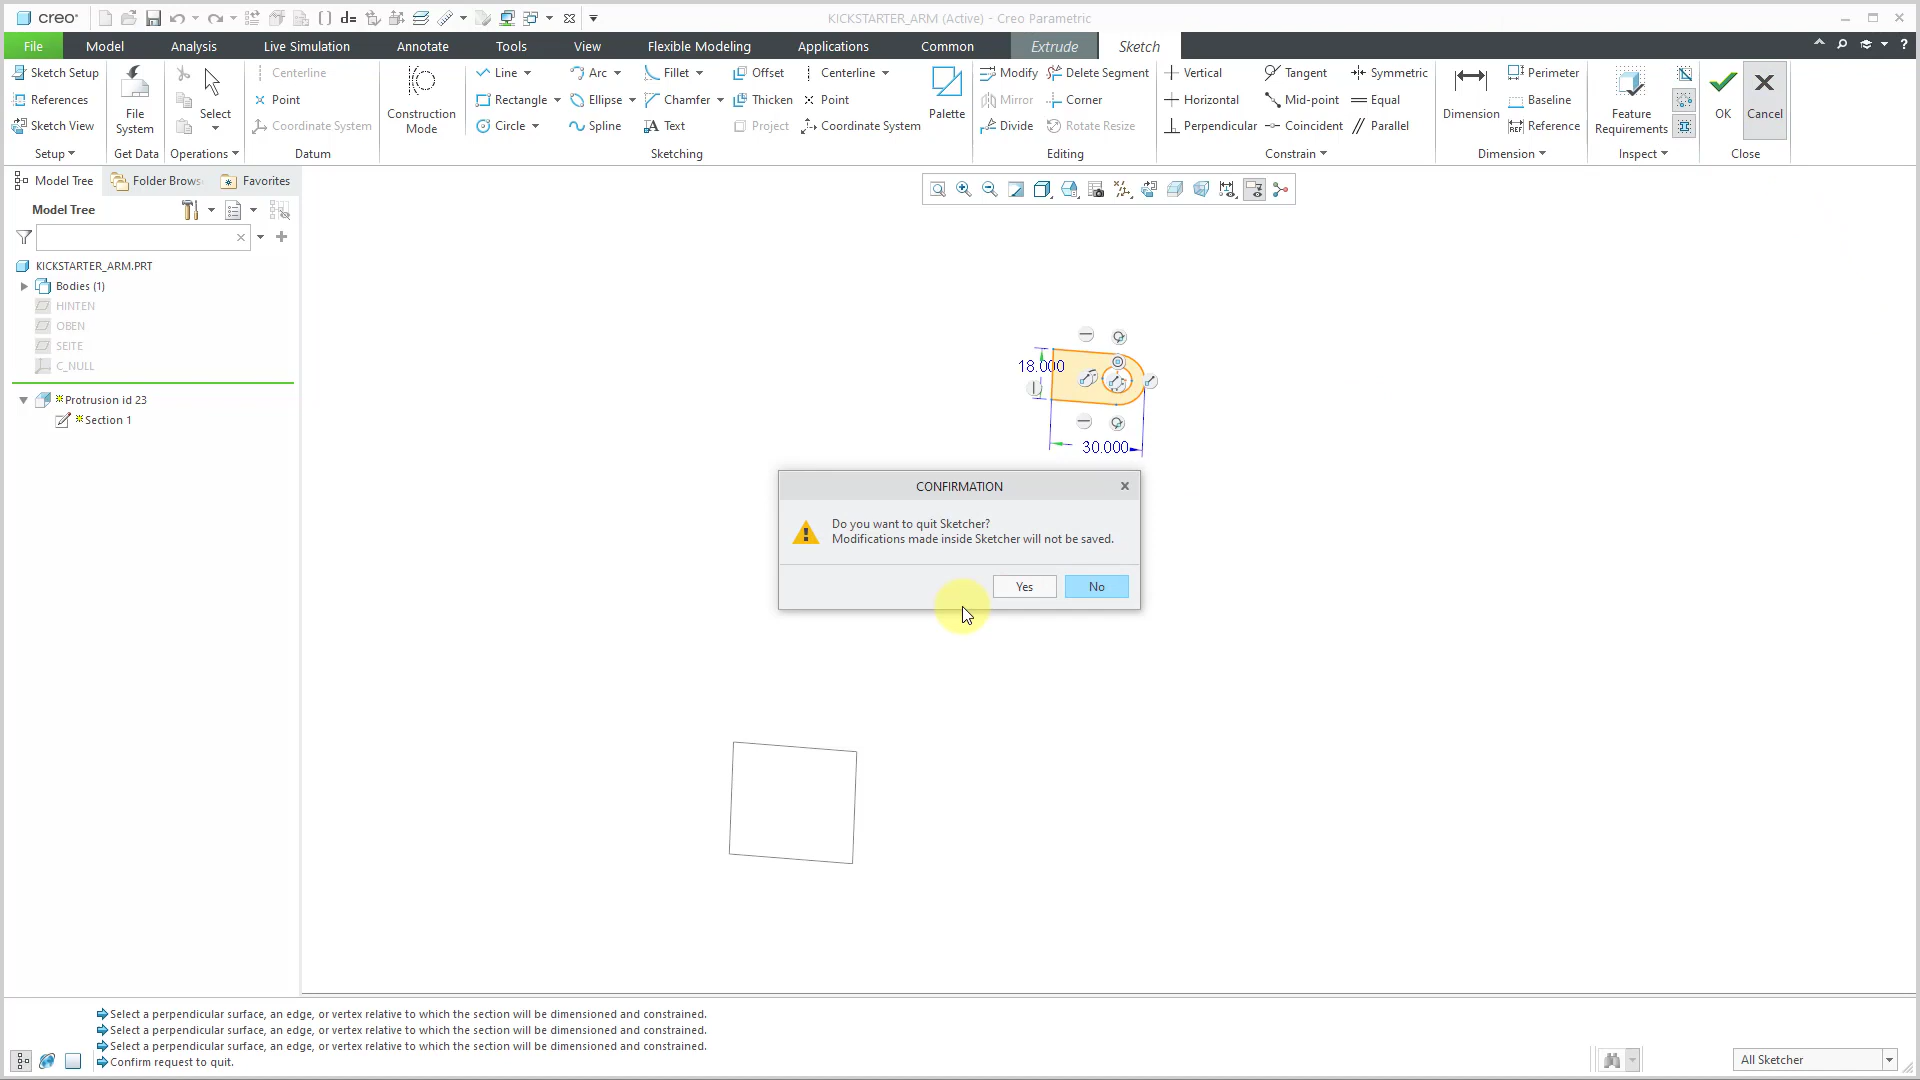 creo
d=
KICKSTARTER_ARM (Active) - Creo Parametric
File
Model
Analysis
Live Simulation
Annotate
Tools
View
Flexible Modeling
Applications
Common
Extrude
Sketch
Sketch Setup
References
Sketch View
Setup
File System
Get Data
Select
Operations
Centerline
Point
Coordinate System
Datum
Construction Mode
Line
Rectangle
Circle
Arc
Ellipse
Spline
Fillet
Chamfer
Text
Offset
Thicken
Project
Centerline
Point
Coordinate System
Palette
Sketching
Modify
Mirror
Divide
Delete Segment
Corner
Rotate Resize
Editing
Vertical
Horizontal
Perpendicular
Tangent
Mid-point
Coincident
Symmetric
Equal
Parallel
Constrain
Dimension
Perimeter
Baseline
Reference
Dimension
Feature Requirements
Inspect
OK
Cancel
Close
Model Tree
Folder Brows
Favorites
Model Tree
KICKSTARTER_ARM.PRT
Bodies (1)
HINTEN
OBEN
SEITE
C_NULL
Protrusion id 23
Section 1
18.000
30.000
CONFIRMATION
Do you want to quit Sketcher?
Modifications made inside Sketcher will not be saved.
Yes
No
Select a perpendicular surface, an edge, or vertex relative to which the section will be dimensioned and constrained.
Select a perpendicular surface, an edge, or vertex relative to which the section will be dimensioned and constrained.
Select a perpendicular surface, an edge, or vertex relative to which the section will be dimensioned and constrained.
Confirm request to quit.
All Sketcher